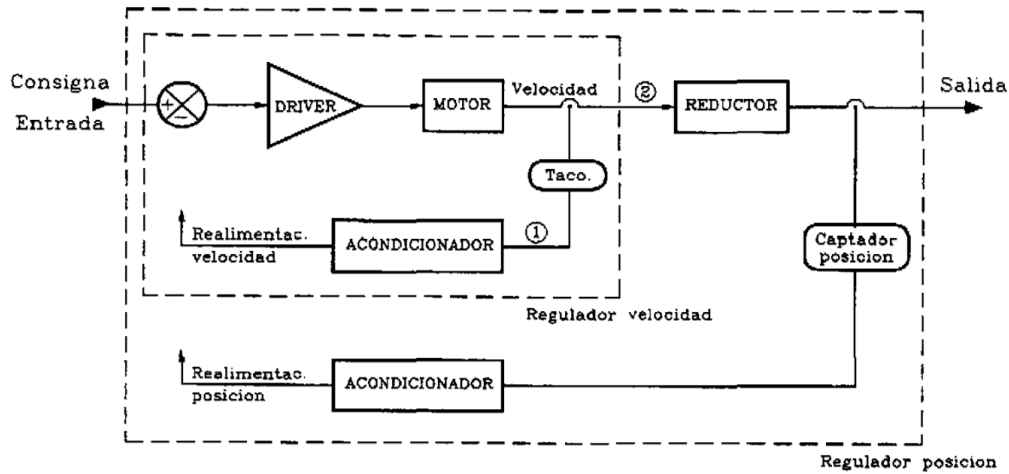 Consigna
Entrada
+
−
DRIVER
MOTOR
Velocidad
②
REDUCTOR
Salida
Taco.
①
Realimentac.
velocidad
ACONDICIONADOR
Captador
posicion
Regulador velocidad
Realimentac.
posicion
ACONDICIONADOR
Regulador posicion